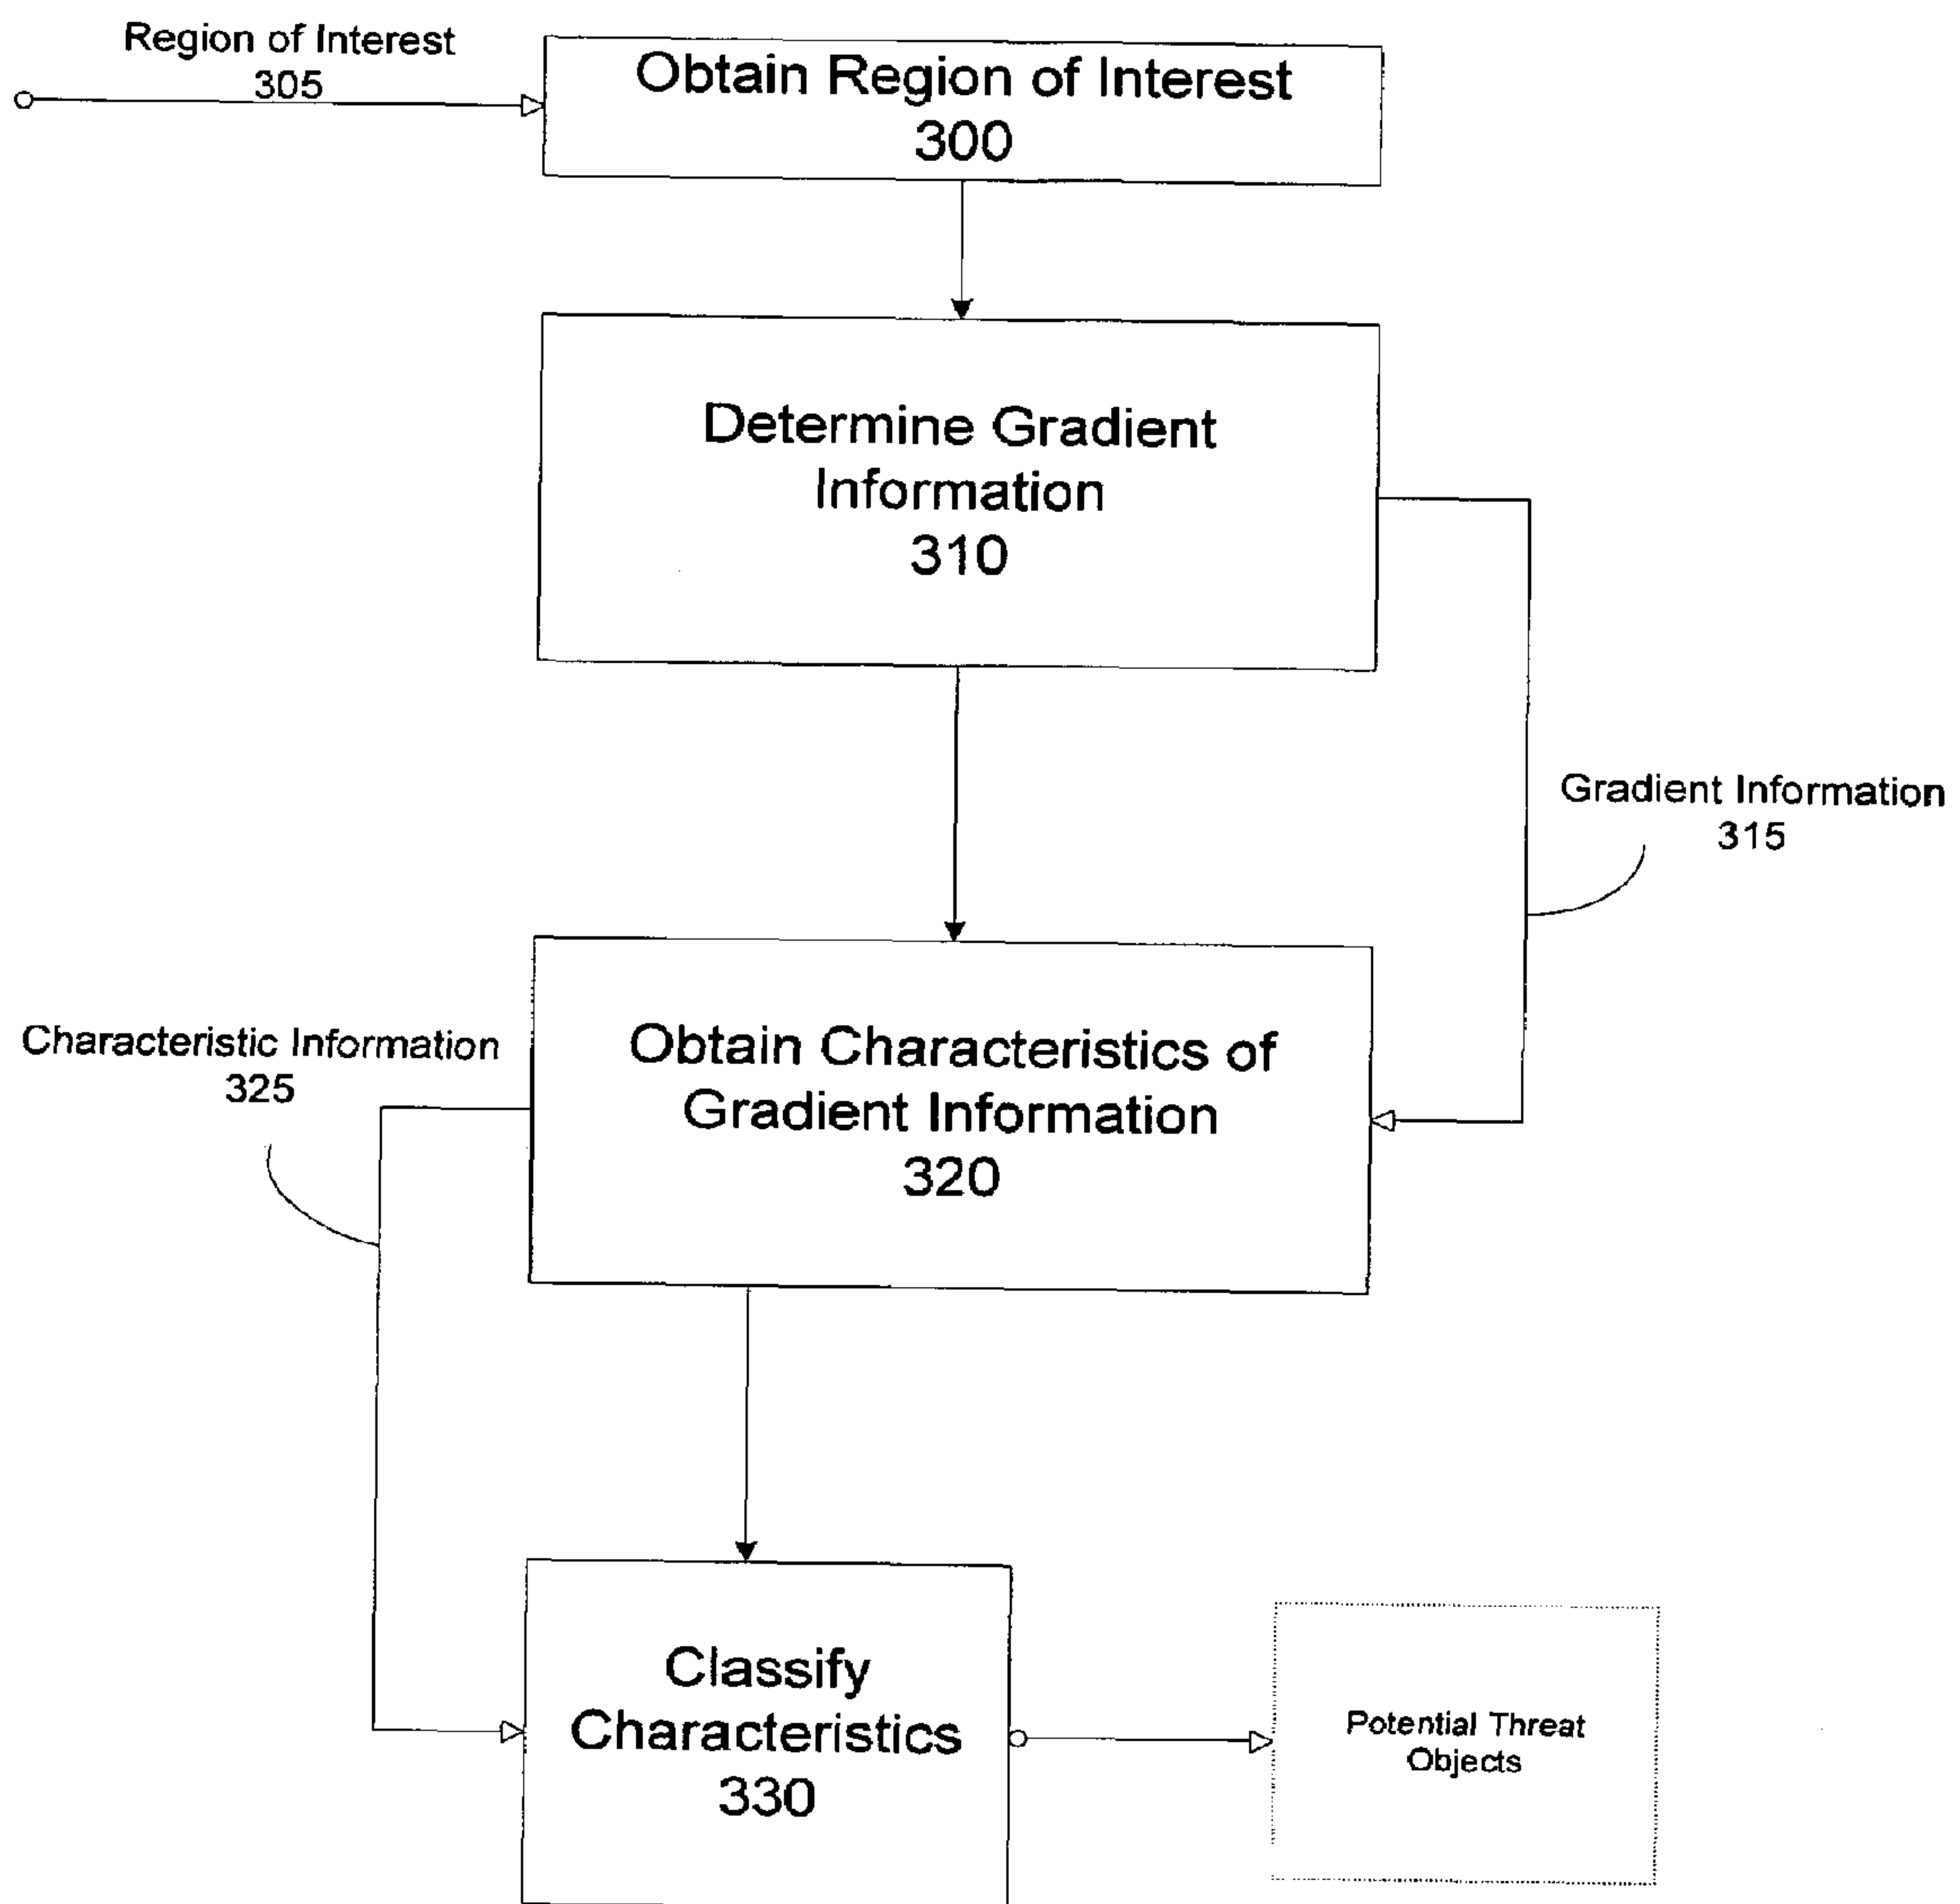 Region of Interest
305
Obtain Region of Interest
300
Determine Gradient
Information
310
Gradient Information
315
Obtain Characteristics of
Gradient Information
320
Characteristic Information
325
Classify
Characteristics
330
Potential Threat
Objects